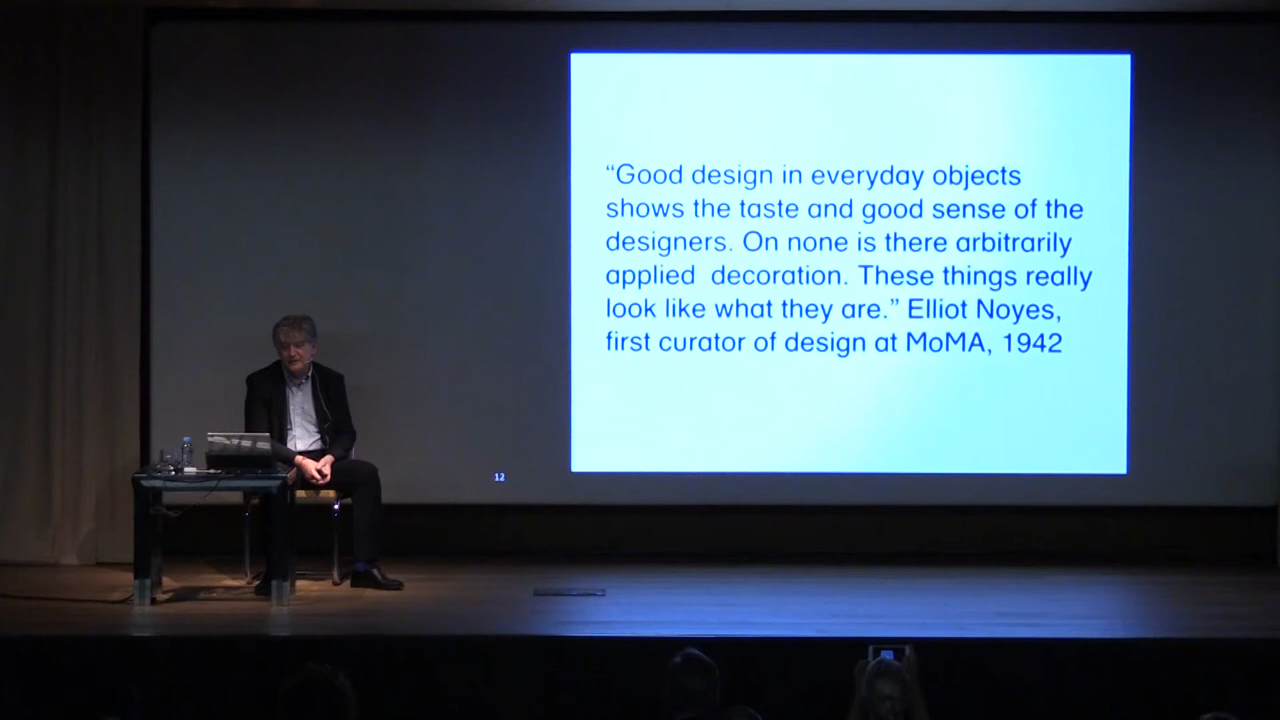 “Good design in everyday objects
shows the taste and good sense of the
designers. On none is there arbitrarily
applied  decoration. These things really
look like what they are.” Elliot Noyes,
first curator of design at MoMA, 1942
12